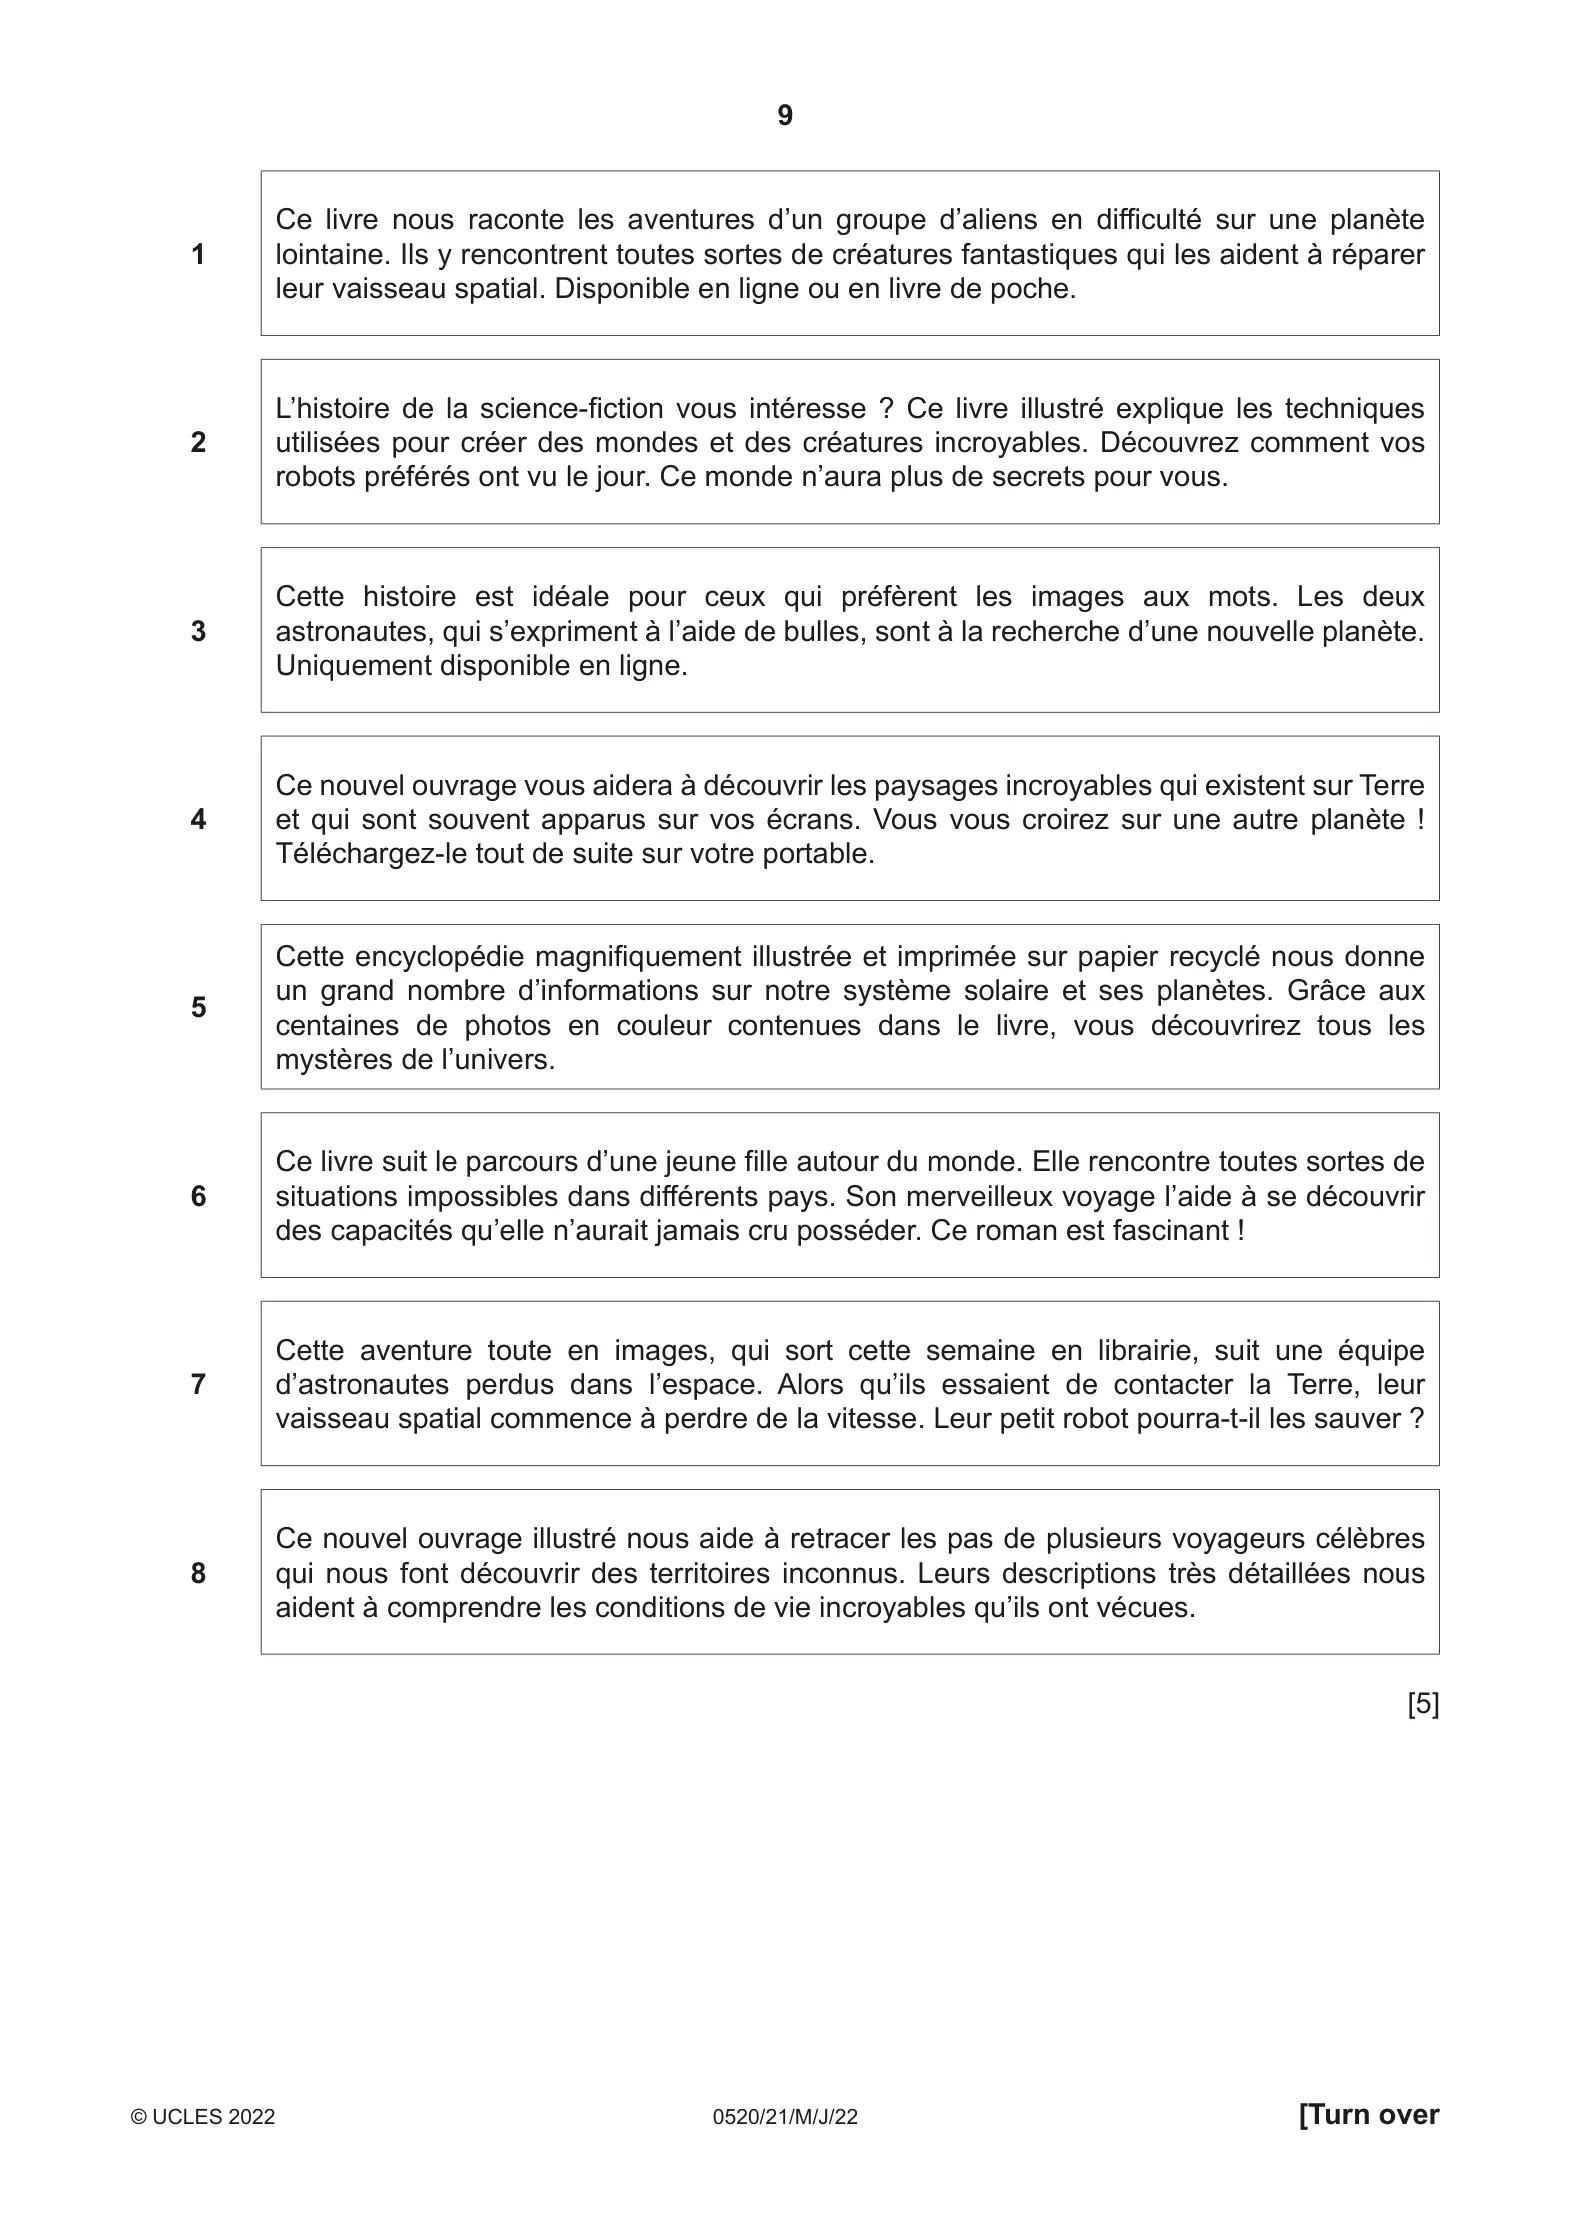 9
1
Ce livre nous raconte les aventures d’un groupe d’aliens en difficulté sur une planète
lointaine. Ils y rencontrent toutes sortes de créatures fantastiques qui les aident à réparer
leur vaisseau spatial. Disponible en ligne ou en livre de poche.
2
L’histoire de la science-fiction vous intéresse ? Ce livre illustré explique les techniques
utilisées pour créer des mondes et des créatures incroyables. Découvrez comment vos
robots préférés ont vu le jour. Ce monde n’aura plus de secrets pour vous.
3
Cette histoire est idéale pour ceux qui préfèrent les images aux mots. Les deux
astronautes, qui s’expriment à l’aide de bulles, sont à la recherche d’une nouvelle planète.
Uniquement disponible en ligne.
4
Ce nouvel ouvrage vous aidera à découvrir les paysages incroyables qui existent sur Terre
et qui sont souvent apparus sur vos écrans. Vous vous croirez sur une autre planète !
Téléchargez-le tout de suite sur votre portable.
5
Cette encyclopédie magnifiquement illustrée et imprimée sur papier recyclé nous donne
un grand nombre d’informations sur notre système solaire et ses planètes. Grâce aux
centaines de photos en couleur contenues dans le livre, vous découvrirez tous les
mystères de l’univers.
6
Ce livre suit le parcours d’une jeune fille autour du monde. Elle rencontre toutes sortes de
situations impossibles dans différents pays. Son merveilleux voyage l’aide à se découvrir
des capacités qu’elle n’aurait jamais cru posséder. Ce roman est fascinant !
7
Cette aventure toute en images, qui sort cette semaine en librairie, suit une équipe
d’astronautes perdus dans l’espace. Alors qu’ils essaient de contacter la Terre, leur
vaisseau spatial commence à perdre de la vitesse. Leur petit robot pourra-t-il les sauver ?
8
Ce nouvel ouvrage illustré nous aide à retracer les pas de plusieurs voyageurs célèbres
qui nous font découvrir des territoires inconnus. Leurs descriptions très détaillées nous
aident à comprendre les conditions de vie incroyables qu’ils ont vécues.
[5]
© UCLES 2022
0520/21/M/J/22
[Turn over